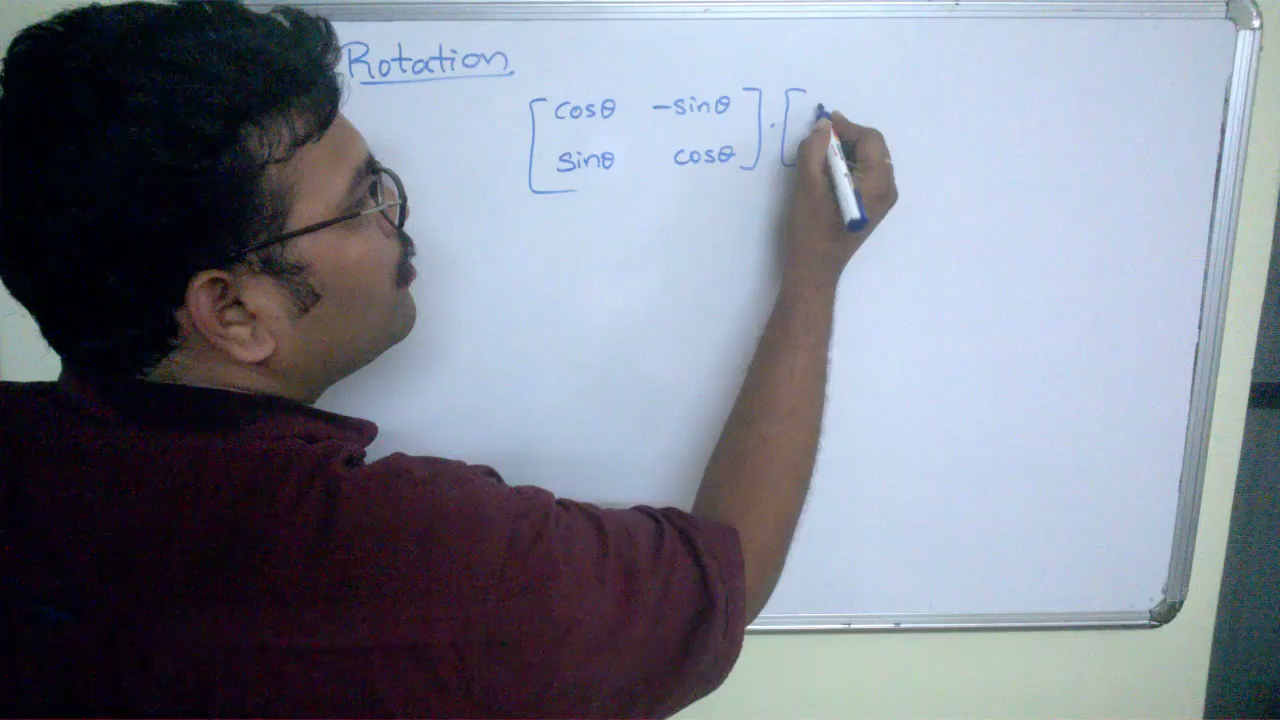 Rotation
[ cosθ -sinθ ] . [
sinθ cosθ